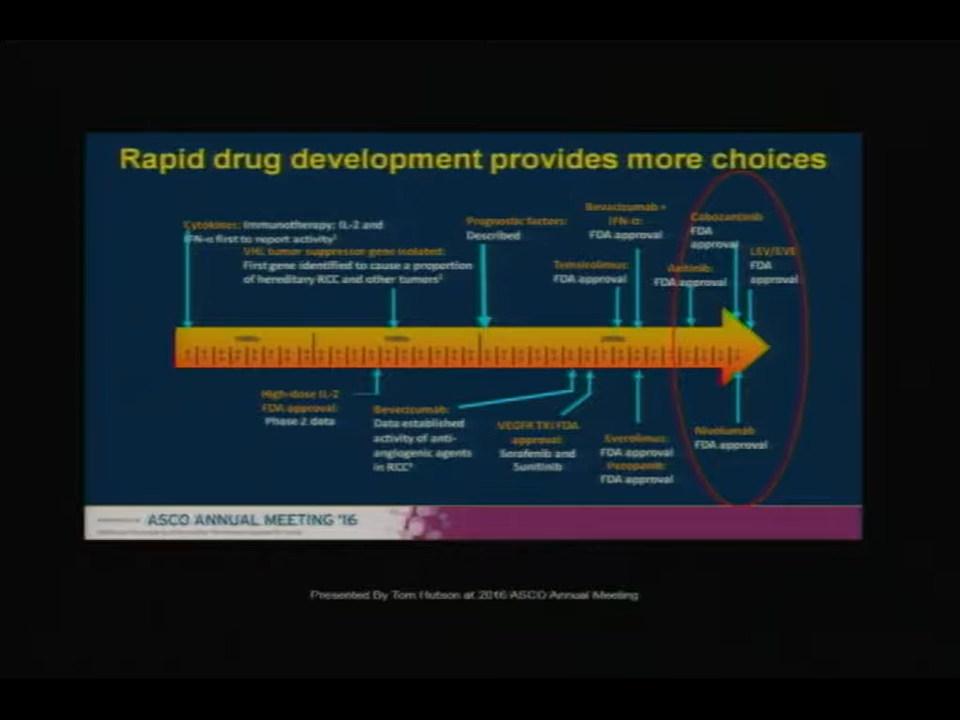 Rapid drug development provides more choices
Cytokines: Immunotherapy: IL-2 and
IFN-α first to report activity
VHL tumor suppressor gene isolated:
First gene identified to cause a proportion
of hereditary RCC and other tumors
Prognostic factors:
Described
Bevacizumab +
IFN-α:
FDA approval
Temsirolimus:
FDA approval
Cabozantinib
FDA
approval
Axitinib:
FDA approval
LEV/EVE
FDA
approval
High-dose IL-2
FDA approval:
Phase 2 data
Bevacizumab:
Data established
activity of anti-
angiogenic agents
in RCC
VEGFR TKI FDA
approval:
Sorafenib and
Sunitinib
Everolimus:
FDA approval
Pazopanib:
FDA approval
Nivolumab
FDA approval
ASCO ANNUAL MEETING '16
Presented By Tom Hutson at 2016 ASCO Annual Meeting